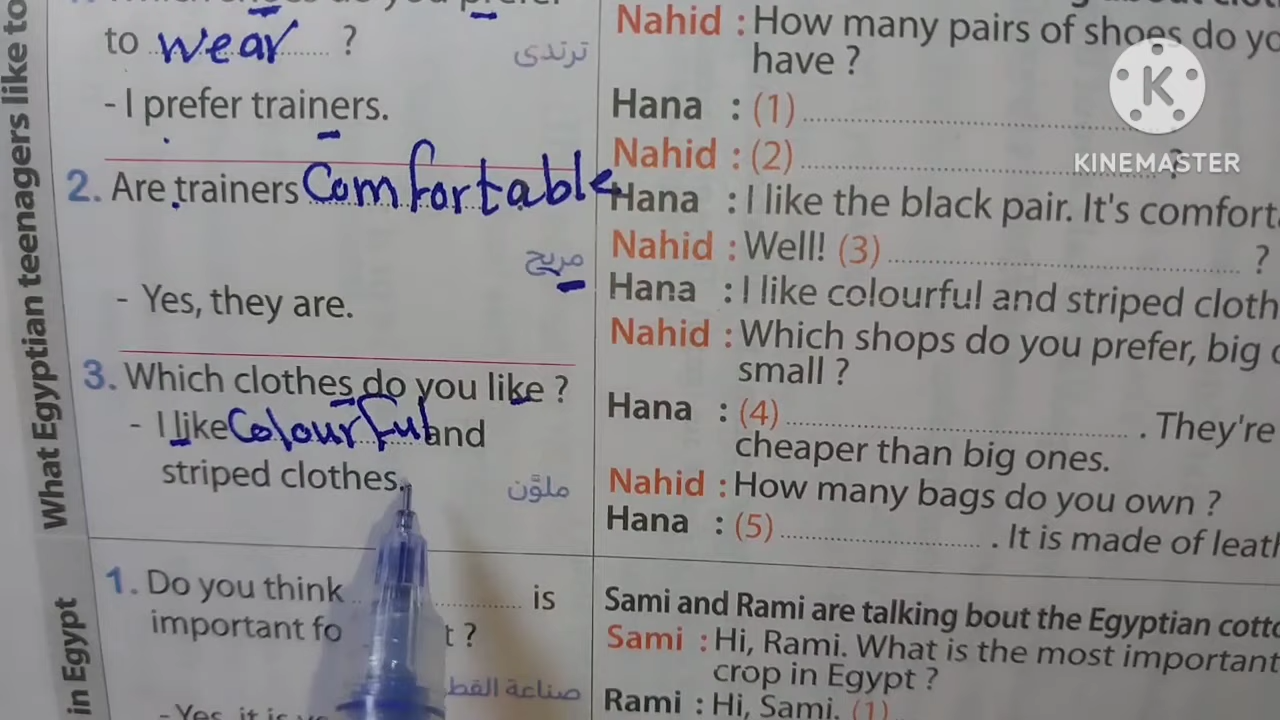 What Egyptian teenagers like to
to wear ?
ترتدى
- I prefer trainers.
2. Are trainers Comfortable
مريح
- Yes, they are.
3. Which clothes do you like ?
- I like Colourful and
striped clothes.
ملوَّن
in Egypt
1. Do you think is
important fo t ?
صناعة القط
Nahid : How many pairs of shoes do yo
have ?
Hana : (1)
Nahid : (2) ?
Hana : I like the black pair. It's comfort
Nahid : Well! (3) ?
Hana : I like colourful and striped cloth
Nahid : Which shops do you prefer, big o
small ?
Hana : (4) . They're
cheaper than big ones.
Nahid : How many bags do you own ?
Hana : (5) . It is made of leath
Sami and Rami are talking bout the Egyptian cotto
Sami : Hi, Rami. What is the most important
crop in Egypt ?
Rami : Hi, Sami. (1)
K
KINEMASTER